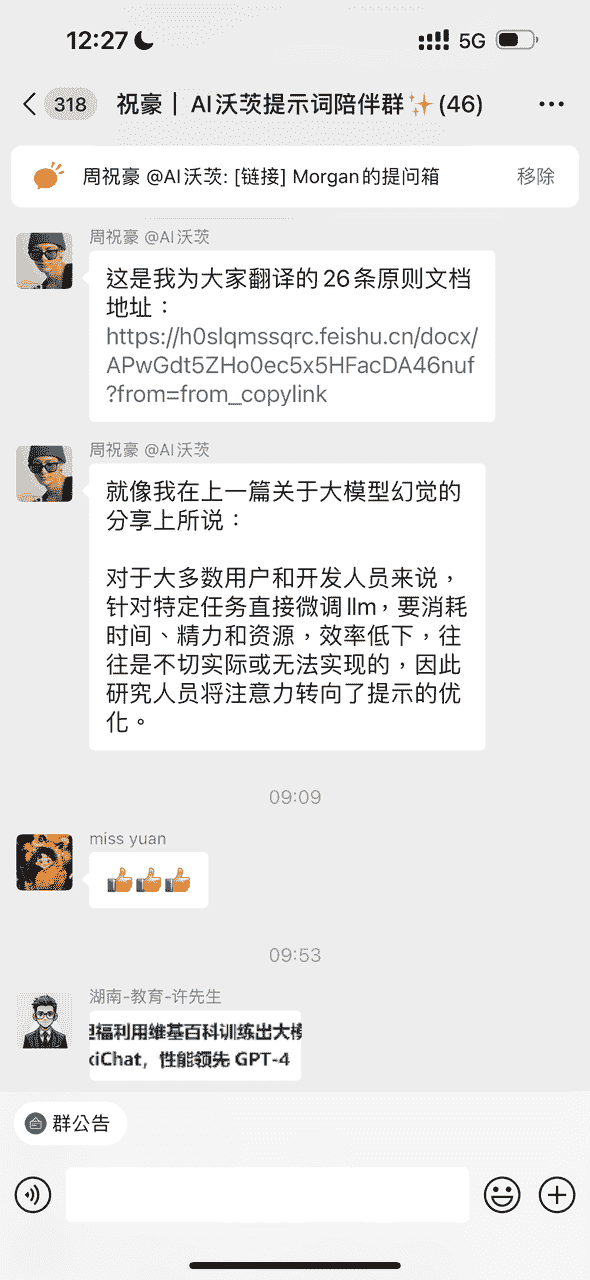 12:27
5G
318
祝豪丨 AI沃茨提示词陪伴群✨(46)
周祝豪 @AI沃茨: [链接] Morgan的提问箱
移除
周祝豪 @AI沃茨
这是我为大家翻译的26条原则文档
地址：
https://h0slqmssqrc.feishu.cn/docx/
APwGdt5ZHo0ec5x5HFacDA46nuf
?from=from_copylink
周祝豪 @AI沃茨
就像我在上一篇关于大模型幻觉的
分享上所说：
对于大多数用户和开发人员来说，
针对特定任务直接微调llm，要消耗
时间、精力和资源，效率低下，往
往是不切实际或无法实现的，因此
研究人员将注意力转向了提示的优
化。
09:09
miss yuan
👍👍👍
09:53
湖南-教育-许先生
坦福利用维基百科训练出大模
kiChat，性能领先 GPT-4
群公告